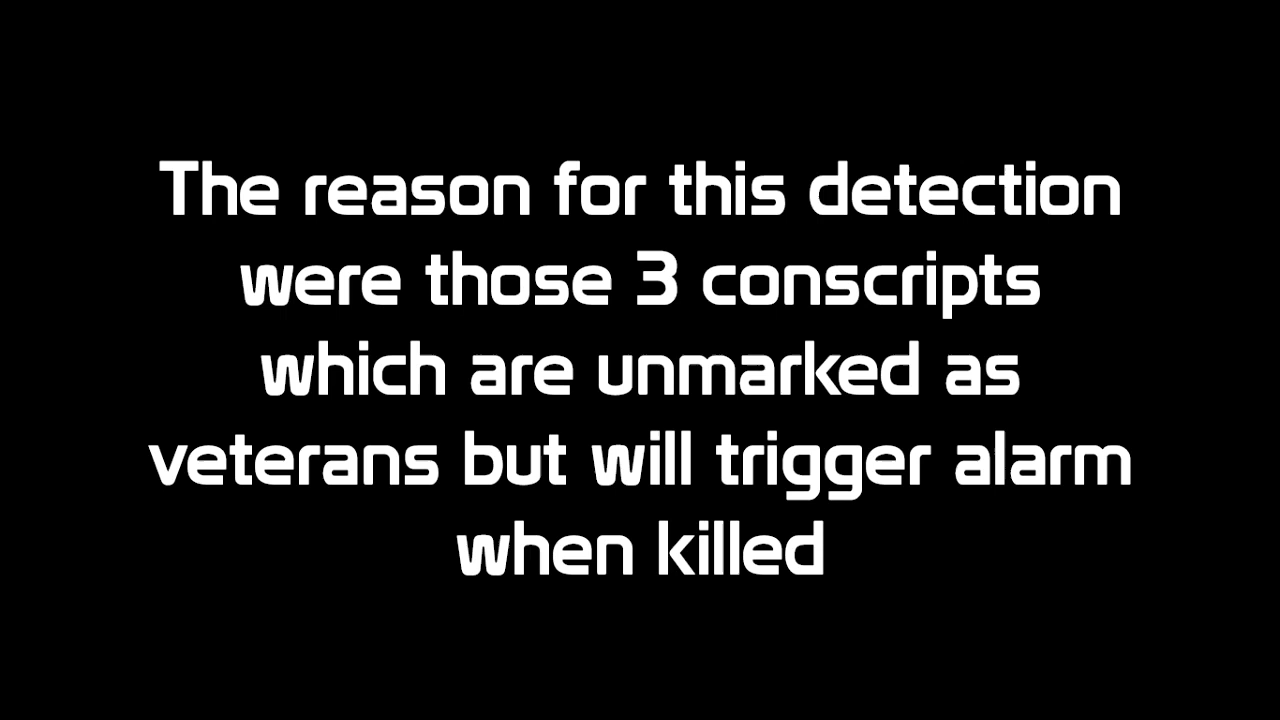 The reason for this detection
were those 3 conscripts
which are unmarked as
veterans but will trigger alarm
when killed